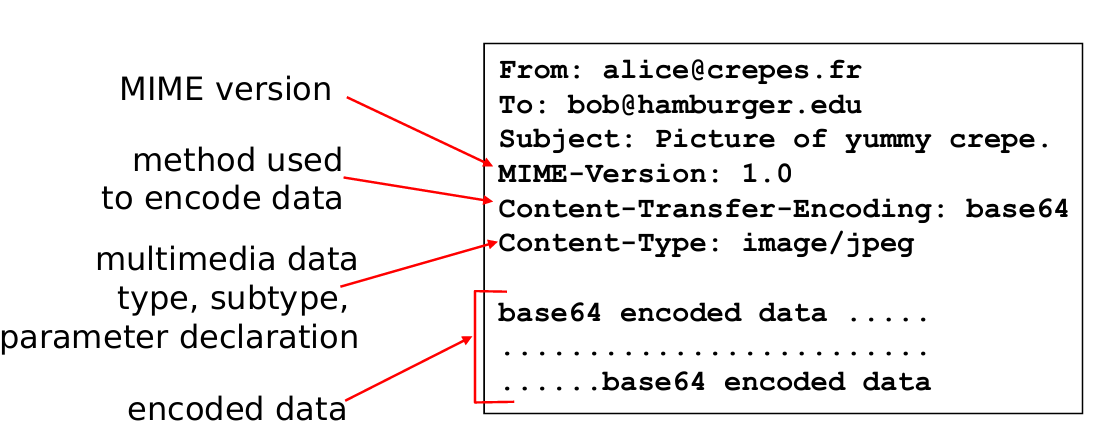 MIME version
method used
to encode data
multimedia data
type, subtype,
parameter declaration
encoded data
From: alice@crepes.fr
To: bob@hamburger.edu
Subject: Picture of yummy crepe.
MIME-Version: 1.0
Content-Transfer-Encoding: base64
Content-Type: image/jpeg
base64 encoded data .....
.........................
......base64 encoded data